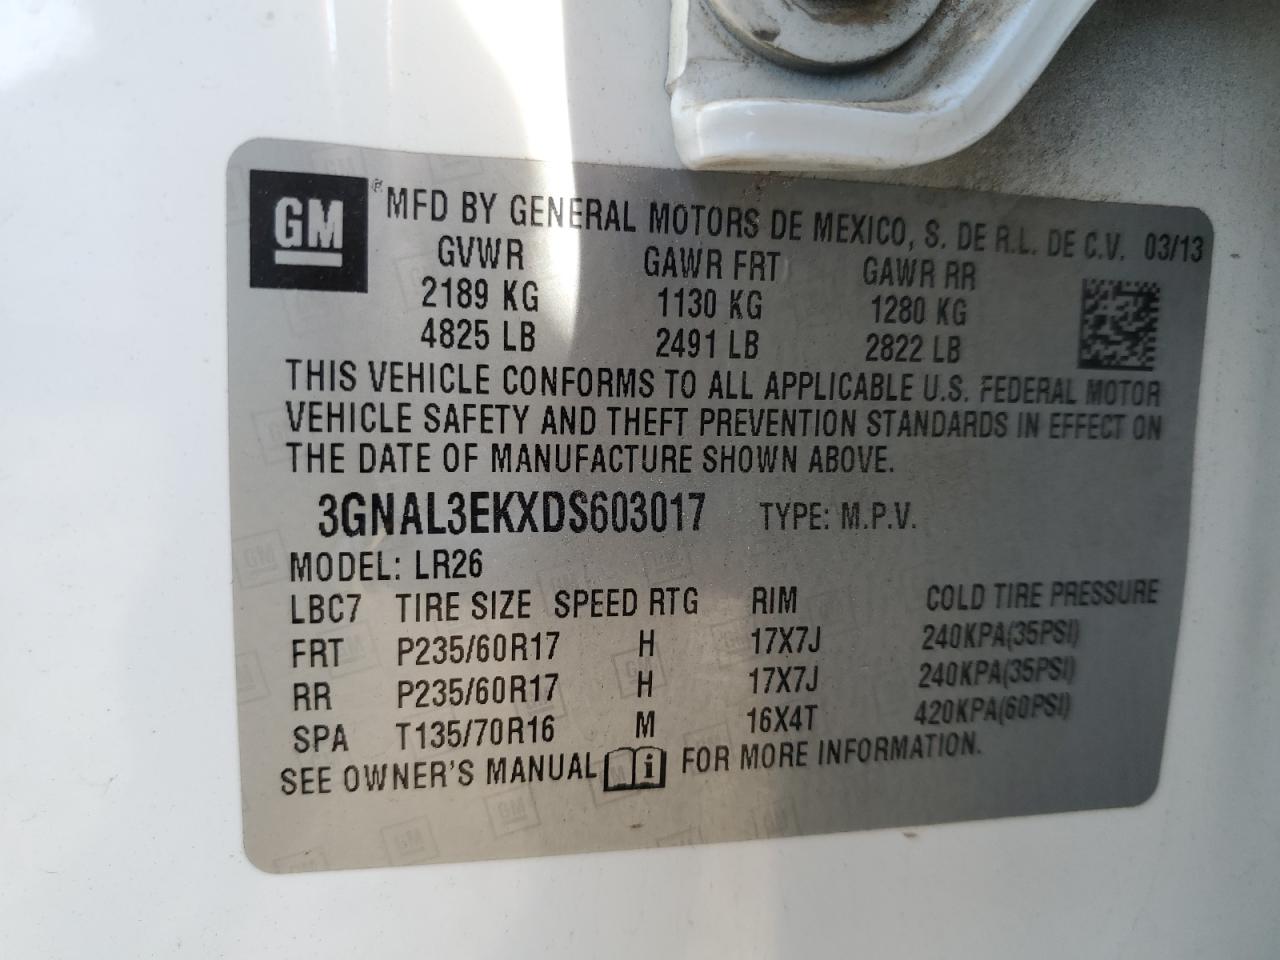 GM
® MFD BY GENERAL MOTORS DE MEXICO, S. DE R.L. DE C.V. 03/13
GVWR GAWR FRT GAWR RR
2189 KG 1130 KG 1280 KG
4825 LB 2491 LB 2822 LB
THIS VEHICLE CONFORMS TO ALL APPLICABLE U.S. FEDERAL MOTOR
VEHICLE SAFETY AND THEFT PREVENTION STANDARDS IN EFFECT ON
THE DATE OF MANUFACTURE SHOWN ABOVE.
3GNAL3EKXDS603017 TYPE: M.P.V.
MODEL: LR26
LBC7 TIRE SIZE SPEED RTG RIM COLD TIRE PRESSURE
FRT P235/60R17 H 17X7J 240KPA(35PSI)
RR P235/60R17 H 17X7J 240KPA(35PSI)
SPA T135/70R16 M 16X4T 420KPA(60PSI)
SEE OWNER'S MANUAL i FOR MORE INFORMATION.